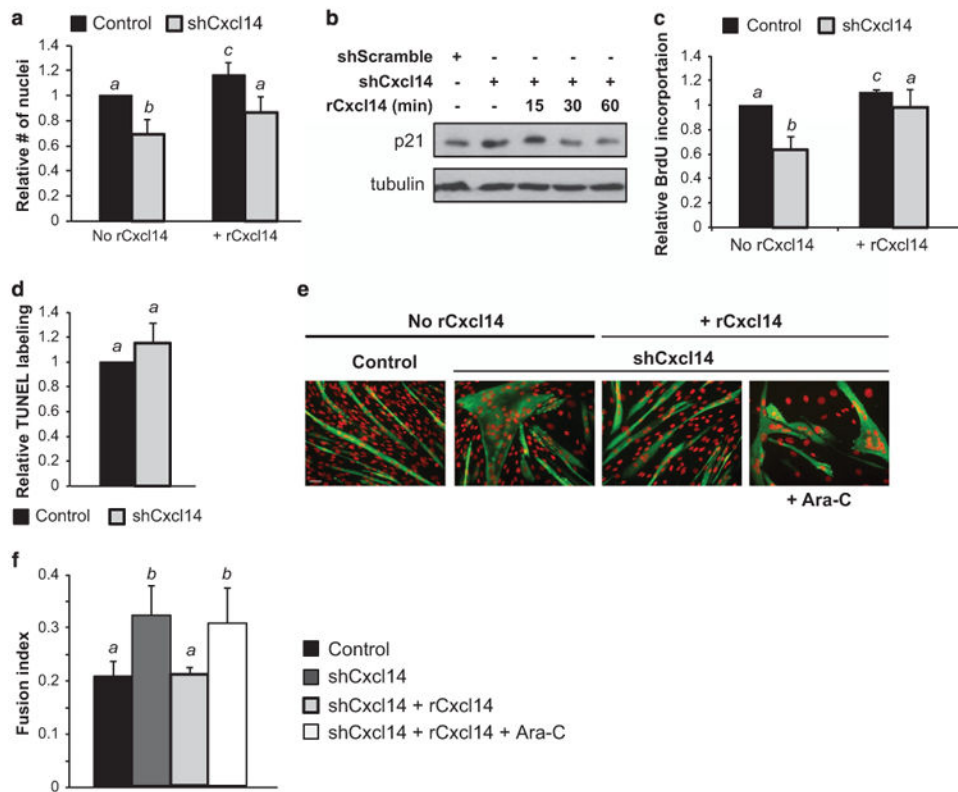 a
Control shCxcl14
Relative # of nuclei
1.4
1.2
1
0.8
0.6
0.4
0.2
0
a
b
c
a
No rCxcl14
+ rCxcl14
b
shScramble + - - - -
shCxcl14 - + + + +
rCxcl14 (min) - - 15 30 60
p21
tubulin
c
Control shCxcl14
Relative BrdU incorportaion
1.4
1.2
1
0.8
0.6
0.4
0.2
0
a
b
c
a
No rCxcl14
+ rCxcl14
d
Relative TUNEL labeling
1.4
1.2
1
0.8
0.6
0.4
0.2
0
a
a
Control shCxcl14
e
No rCxcl14
+ rCxcl14
Control
shCxcl14
+ Ara-C
f
Fusion index
0.4
0.3
0.2
0.1
0
a
b
a
b
Control
shCxcl14
shCxcl14 + rCxcl14
shCxcl14 + rCxcl14 + Ara-C